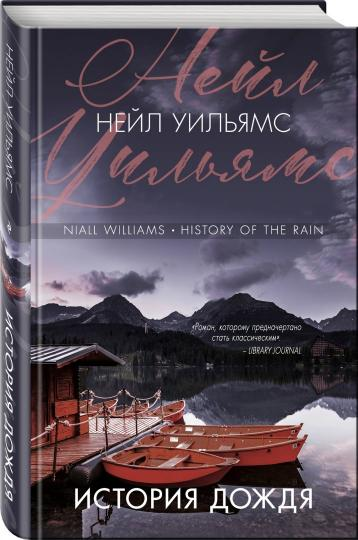 Нейл
НЕЙЛ УИЛЬЯМС
Уильямс
NIALL WILLIAMS • HISTORY OF THE RAIN
«Роман, которому предначертано
стать классическим».
– LIBRARY JOURNAL
ИСТОРИЯ ДОЖДЯ
НЕЙЛ УИЛЬЯМС
ИСТОРИЯ ДОЖДЯ